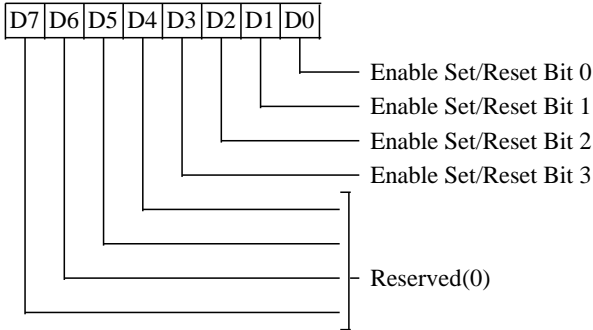 D7 D6 D5 D4 D3 D2 D1 D0
Enable Set/Reset Bit 0
Enable Set/Reset Bit 1
Enable Set/Reset Bit 2
Enable Set/Reset Bit 3
Reserved(0)